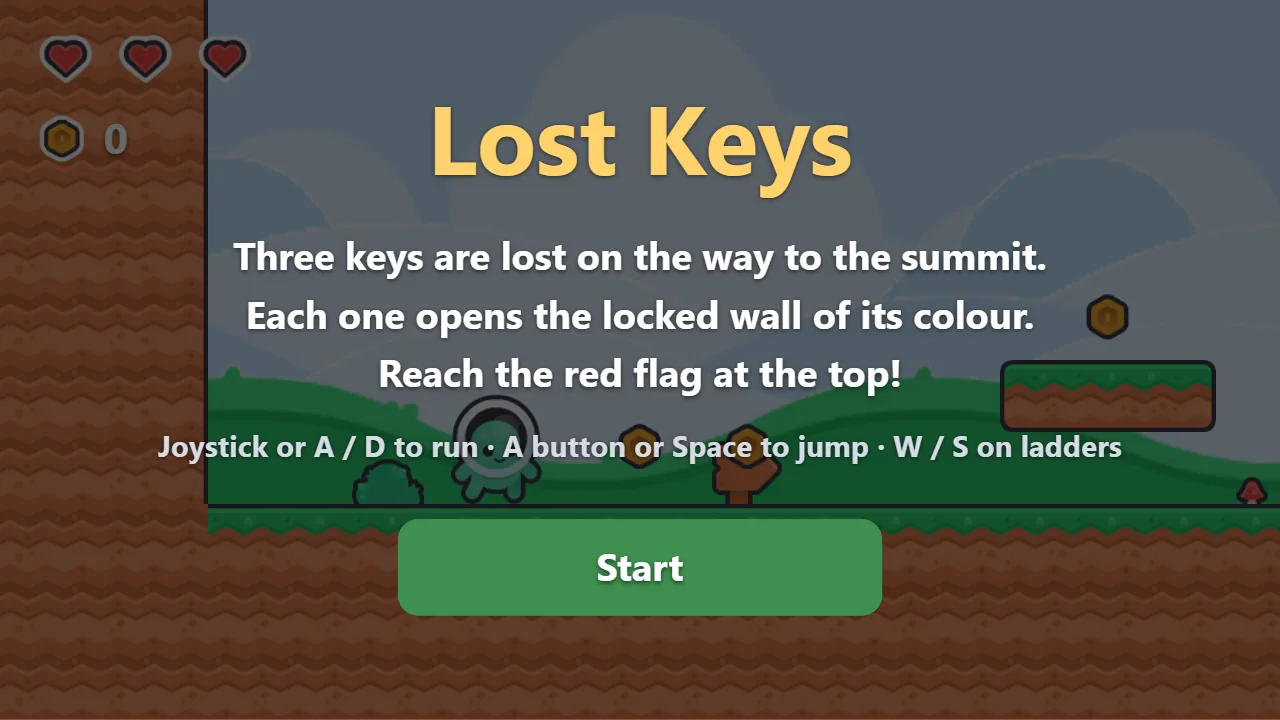 0
Lost Keys
Three keys are lost on the way to the summit.
Each one opens the locked wall of its colour.
Reach the red flag at the top!
Joystick or A / D to run · A button or Space to jump · W / S on ladders
Start